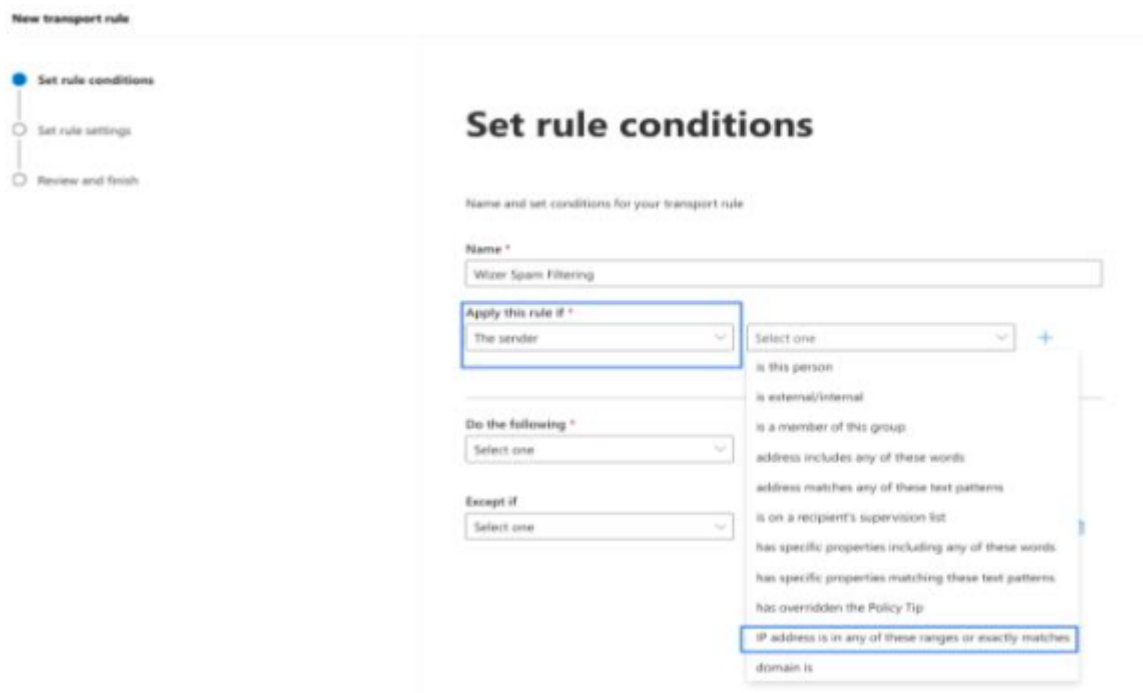 New transport rule
Set rule conditions
Set rule settings
Review and finish
Set rule conditions
Name and set conditions for your transport rule
Name *
Wizer Spam Filtering
Apply this rule if *
The sender
Select one
is this person
is external/internal
is a member of this group
address includes any of these words
address matches any of these text patterns
is on a recipient's supervision list
has specific properties including any of these words
has specific properties matching these text patterns
has overridden the Policy Tip
IP address is in any of these ranges or exactly matches
domain is
Do the following *
Select one
Except if
Select one